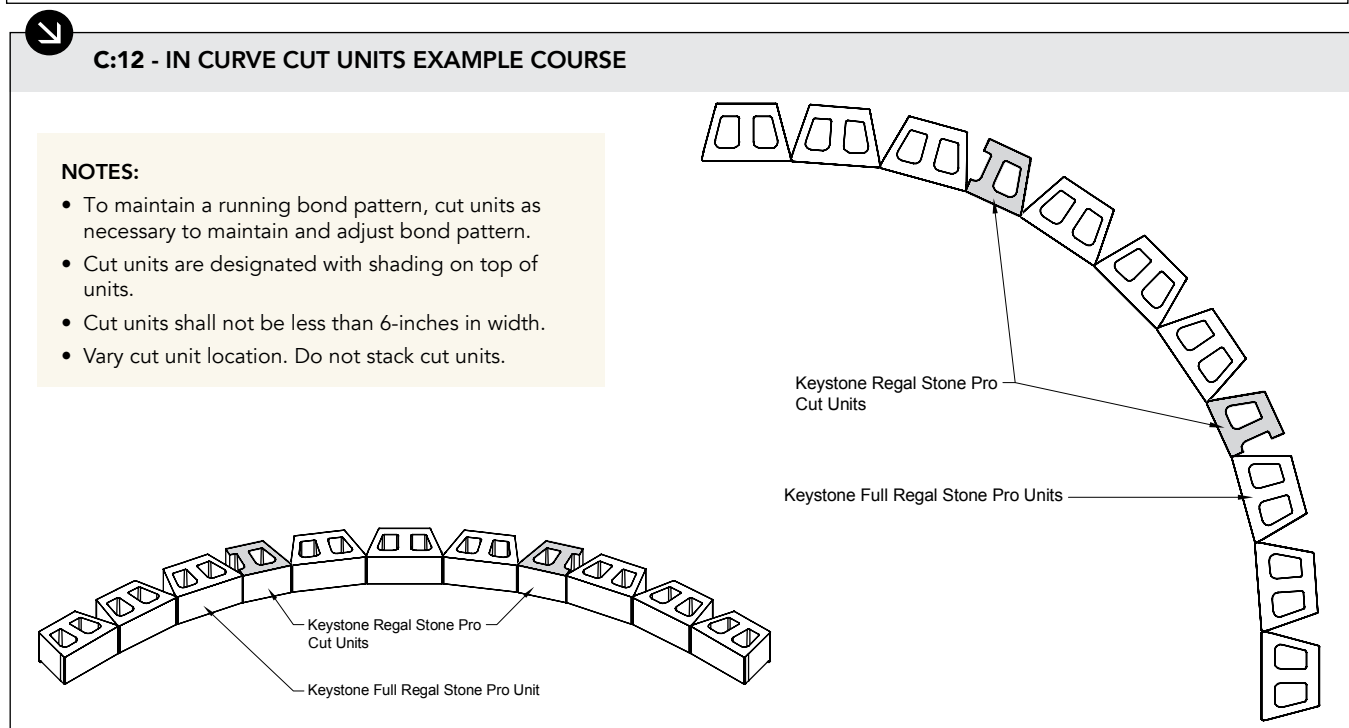 C:12 - IN CURVE CUT UNITS EXAMPLE COURSE
NOTES:
• To maintain a running bond pattern, cut units as
necessary to maintain and adjust bond pattern.
• Cut units are designated with shading on top of
units.
• Cut units shall not be less than 6-inches in width.
• Vary cut unit location. Do not stack cut units.
Keystone Regal Stone Pro
Cut Units
Keystone Full Regal Stone Pro Units
Keystone Regal Stone Pro
Cut Units
Keystone Full Regal Stone Pro Unit